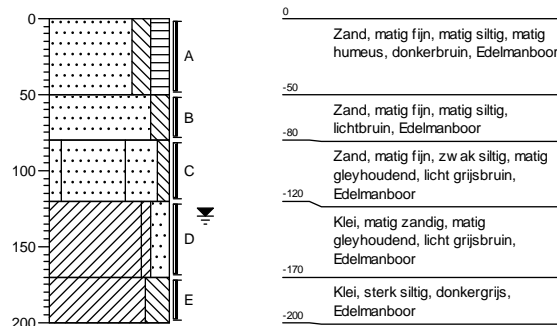 0
50
100
150
200
A
B
C
D
E
0
Zand, matig fijn, matig siltig, matig
humeus, donkerbruin, Edelmanboor
-50
Zand, matig fijn, matig siltig,
lichtbruin, Edelmanboor
-80
Zand, matig fijn, zwak siltig, matig
gleyhoudend, licht grijsbruin,
Edelmanboor
-120
Klei, matig zandig, matig
gleyhoudend, licht grijsbruin,
Edelmanboor
-170
Klei, sterk siltig, donkergrijs,
Edelmanboor
-200